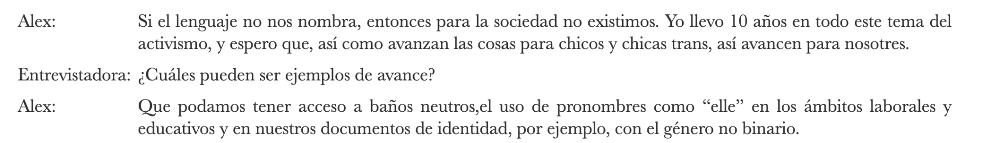 Alex: Si el lenguaje no nos nombra, entonces para la sociedad no existimos. Yo llevo 10 años en todo este tema del
activismo, y espero que, así como avanzan las cosas para chicos y chicas trans, así avancen para nosotres.
Entrevistadora: ¿Cuáles pueden ser ejemplos de avance?
Alex: Que podamos tener acceso a baños neutros,el uso de pronombres como “elle” en los ámbitos laborales y
educativos y en nuestros documentos de identidad, por ejemplo, con el género no binario.